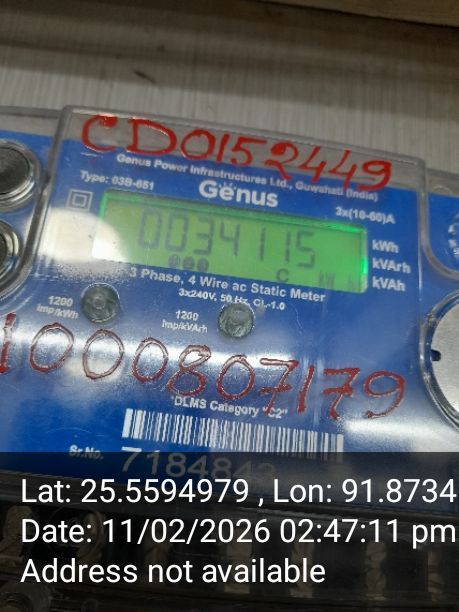 CD0152449
Genus Power Infrastructures Ltd., Guwahati (India)
Type: 03B-651
Genus
3x(10-60)A
0034115
kWh
kVArh
kVAh
C kW h
3 Phase, 4 Wire ac Static Meter
3x240V, 50 Hz, Cl.-1.0
1200
Imp/kWh
1200
Imp/kVArh
1000807179
"DLMS Category "C2"
Sr.No.
Lat: 25.5594979 , Lon: 91.8734
Date: 11/02/2026 02:47:11 pm
Address not available